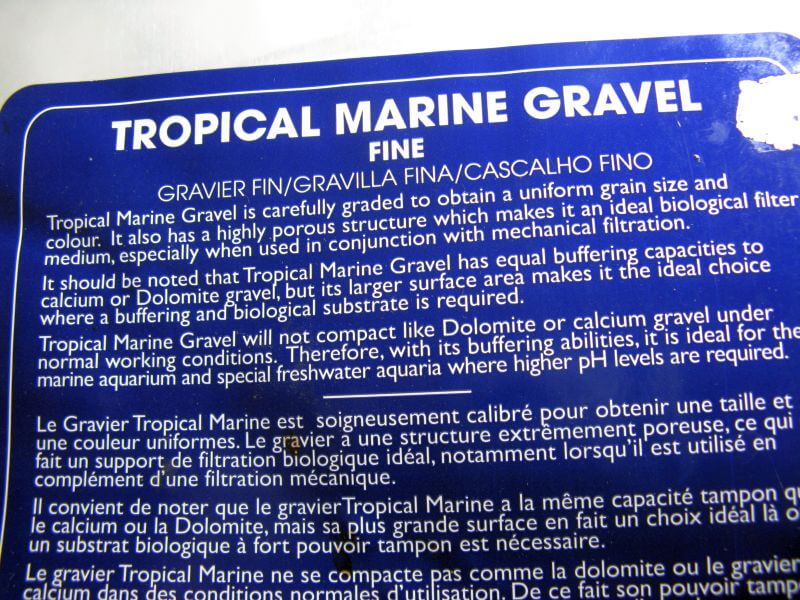 TROPICAL MARINE GRAVEL
FINE
GRAVIER FIN/GRAVILLA FINA/CASCALHO FINO
Tropical Marine Gravel is carefully graded to obtain a uniform grain size and
colour. It also has a highly porous structure which makes it an ideal biological filter
medium, especially when used in conjunction with mechanical filtration.
It should be noted that Tropical Marine Gravel has equal buffering capacities to
calcium or Dolomite gravel, but its larger surface area makes it the ideal choice
where a buffering and biological substrate is required.
Tropical Marine Gravel will not compact like Dolomite or calcium gravel under
normal working conditions. Therefore, with its buffering abilities, it is ideal for the
marine aquarium and special freshwater aquaria where higher pH levels are required.
Le Gravier Tropical Marine est soigneusement calibré pour obtenir une taille et
une couleur uniformes. Le gravier a une structure extrêmement poreuse, ce qui
fait un support de filtration biologique idéal, notamment lorsqu'il est utilisé en
complément d'une filtration mécanique.
Il convient de noter que le gravier Tropical Marine a la même capacité tampon
le calcium ou la Dolomite, mais sa plus grande surface en fait un choix idéal là
un substrat biologique à fort pouvoir tampon est nécessaire.
Le gravier Tropical Marine ne se compacte pas comme la dolomite ou le gravier
calcium dans des conditions normales d'utilisation. De ce fait son pouvoir